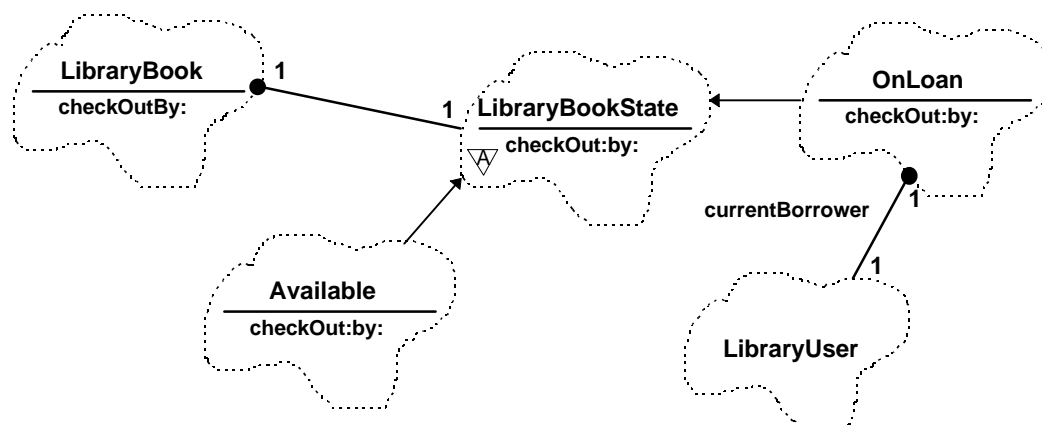 LibraryBook
checkOutBy:
1
1
LibraryBookState
checkOut:by:
A
OnLoan
checkOut:by:
1
currentBorrower
1
LibraryUser
Available
checkOut:by: